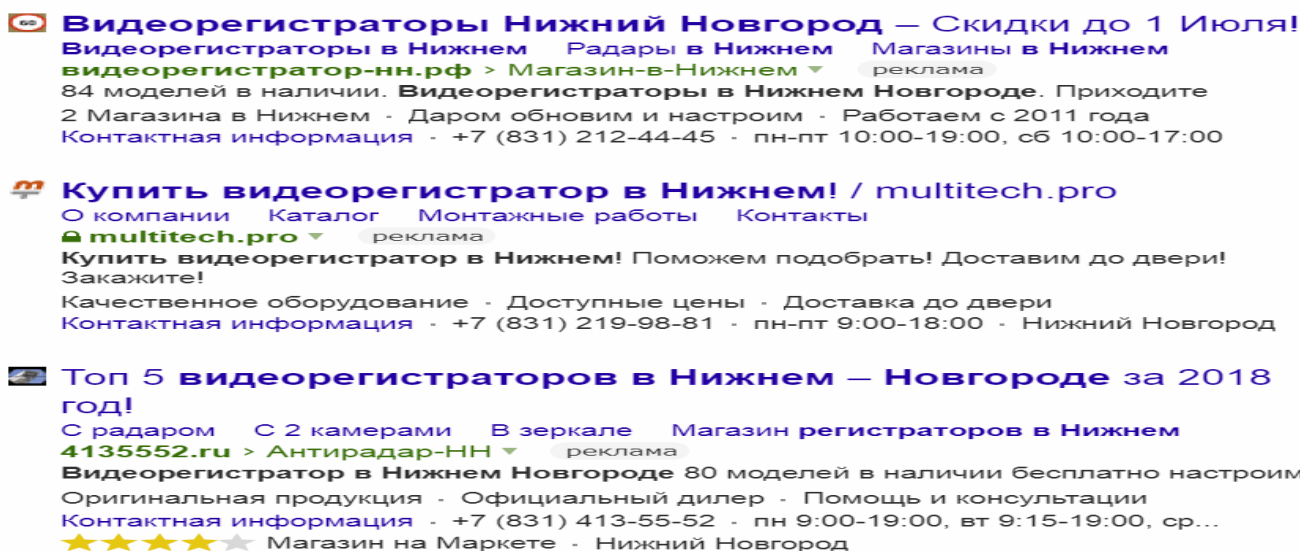 Видеорегистраторы Нижний Новгород – Скидки до 1 Июля!
Видеорегистраторы в Нижнем Радары в Нижнем Магазины в Нижнем
видеорегистратор-нн.рф > Магазин-в-Нижнем реклама
84 моделей в наличии. Видеорегистраторы в Нижнем Новгороде. Приходите
2 Магазина в Нижнем · Даром обновим и настроим · Работаем с 2011 года
Контактная информация · +7 (831) 212-44-45 · пн-пт 10:00-19:00, сб 10:00-17:00
Купить видеорегистратор в Нижнем! / multitech.pro
О компании Каталог Монтажные работы Контакты
multitech.pro реклама
Купить видеорегистратор в Нижнем! Поможем подобрать! Доставим до двери!
Закажите!
Качественное оборудование · Доступные цены · Доставка до двери
Контактная информация · +7 (831) 219-98-81 · пн-пт 9:00-18:00 · Нижний Новгород
Топ 5 видеорегистраторов в Нижнем – Новгороде за 2018
год!
С радаром С 2 камерами В зеркале Магазин регистраторов в Нижнем
4135552.ru > Антирадар-НН реклама
Видеорегистратор в Нижнем Новгороде 80 моделей в наличии бесплатно настроим
Оригинальная продукция · Официальный дилер · Помощь и консультации
Контактная информация · +7 (831) 413-55-52 · пн 9:00-19:00, вт 9:15-19:00, ср...
Магазин на Маркете · Нижний Новгород